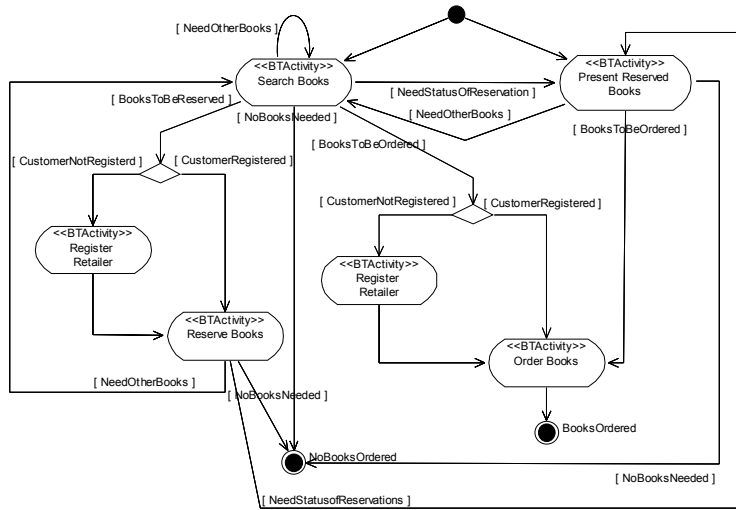 [ NeedOtherBooks ]
<<BTActivity>>
Search Books
<<BTActivity>>
Present Reserved
Books
[ BooksToBeReserved ]
[ NeedStatusOfReservation ]
[ NoBooksNeeded ]
[ NeedOtherBooks ]
[ BooksToBeOrdered ]
[ BooksToBeOrdered ]
[ CustomerNotRegisterd ]
[ CustomerRegistered ]
[ CustomerNotRegistered ]
[ CustomerRegistered ]
<<BTActivity>>
Register
Retailer
<<BTActivity>>
Register
Retailer
<<BTActivity>>
Reserve Books
<<BTActivity>>
Order Books
[ NeedOtherBooks ]
[ NoBooksNeeded ]
BooksOrdered
NoBooksOrdered
[ NoBooksNeeded ]
[ NeedStatusofReservations ]